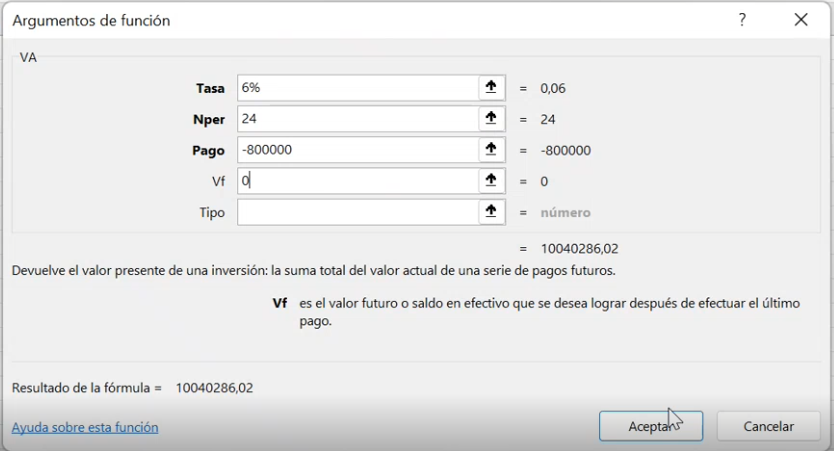 Argumentos de función ? ×
VA
Tasa 6% = 0,06
Nper 24 = 24
Pago -800000 = -800000
Vf 0 = 0
Tipo = número
= 10040286,02
Devuelve el valor presente de una inversión: la suma total del valor actual de una serie de pagos futuros.
Vf es el valor futuro o saldo en efectivo que se desea lograr después de efectuar el último
pago.
Resultado de la fórmula = 10040286,02
Ayuda sobre esta función Aceptar Cancelar